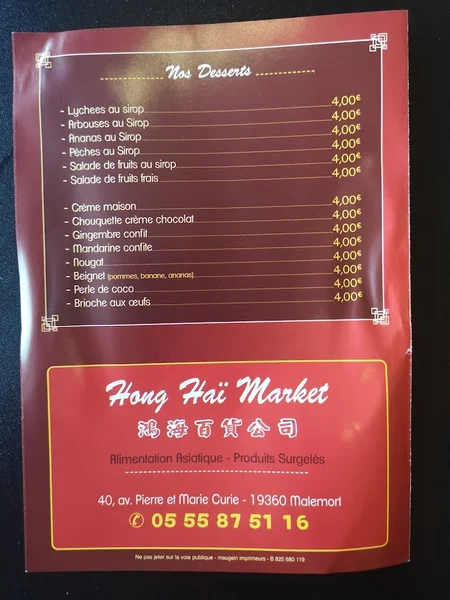 Nos Desserts
- Lychees au sirop 4,00€
- Arbouses au Sirop 4,00€
- Ananas au Sirop 4,00€
- Pêches au Sirop 4,00€
- Salade de fruits au sirop 4,00€
- Salade de fruits frais 4,00€
- Crème maison 4,00€
- Chouquette crème chocolat 4,00€
- Gingembre confit 4,00€
- Mandarine confite 4,00€
- Nougat 4,00€
- Beignet (pommes, banane, ananas) 4,00€
- Perle de coco 4,00€
- Brioche aux œufs 4,00€
Hong Haï Market
鴻海百貨公司
Alimentation Asiatique - Produits Surgelés
40, av. Pierre et Marie Curie - 19360 Malemort
✆ 05 55 87 51 16
Ne pas jeter sur la voie publique - maugein imprimeurs - B 825 680 119